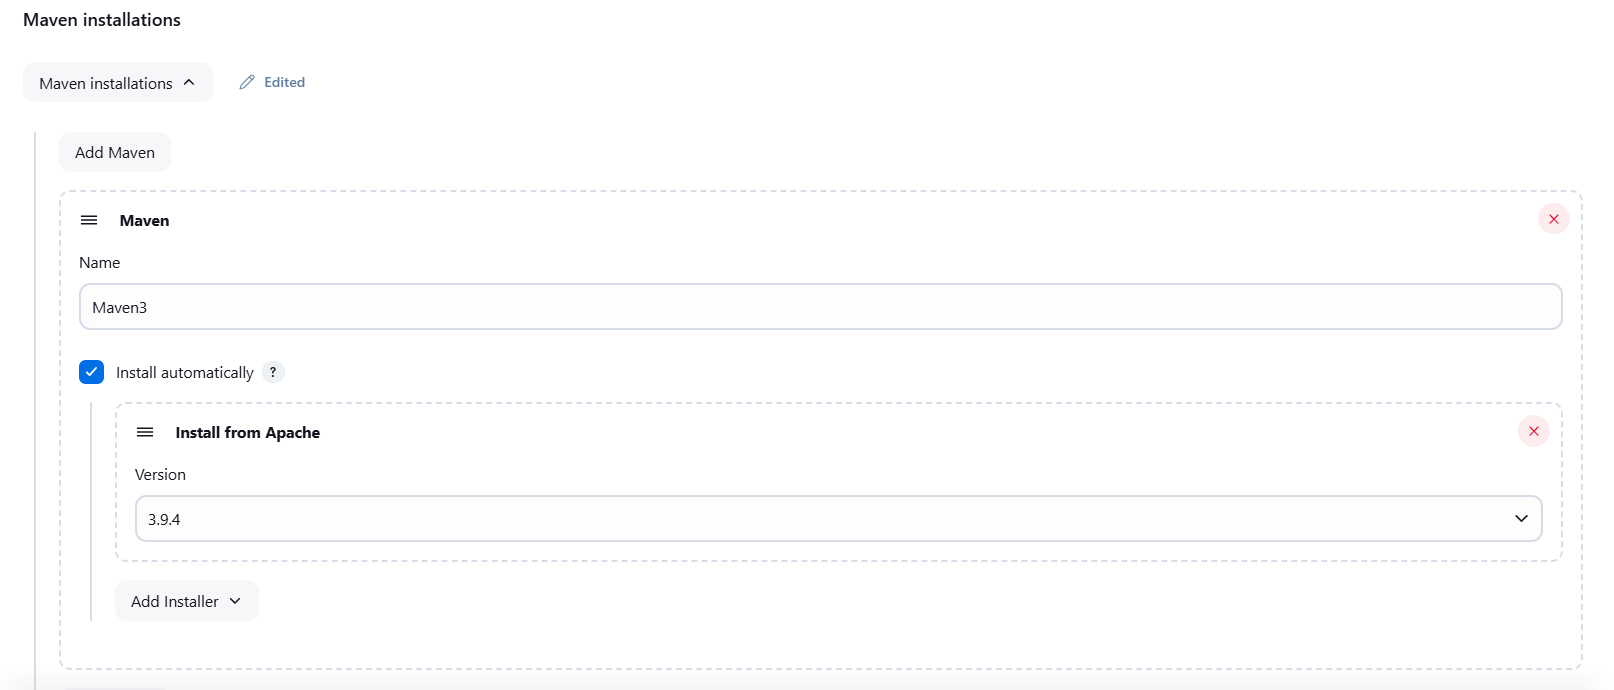 Maven installations
Maven installations
Edited
Add Maven
Maven
Name
Maven3
Install automatically ?
Install from Apache
Version
3.9.4
Add Installer